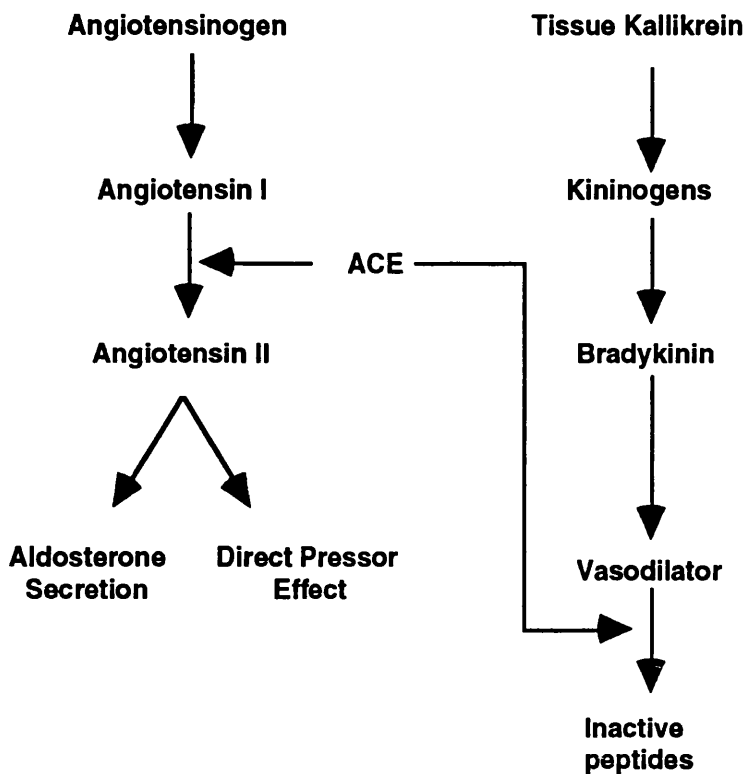 Angiotensinogen
Tissue Kallikrein
Angiotensin I
Kininogens
ACE
Angiotensin II
Bradykinin
Aldosterone
Secretion
Direct Pressor
Effect
Vasodilator
Inactive
peptides